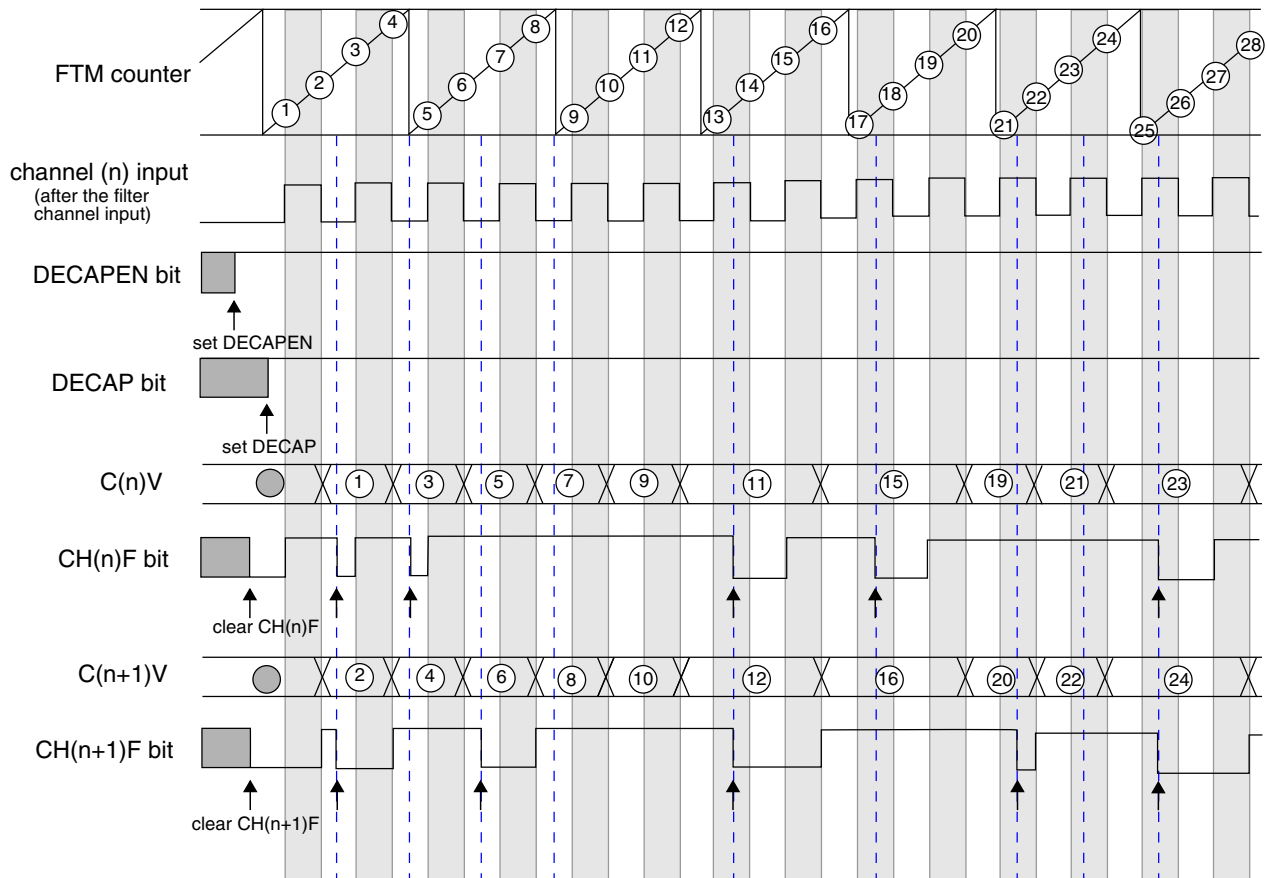 4 8 12 16 20 24 28
3 7 11 15 19 23 27
2 6 10 14 18 22 26
1 5 9 13 17 21 25
FTM counter
channel (n) input
(after the filter
channel input)
DECAPEN bit
set DECAPEN
DECAP bit
set DECAP
C(n)V 1 3 5 7 9 11 15 19 21 23
CH(n)F bit
clear CH(n)F
C(n+1)V 2 4 6 8 10 12 16 20 22 24
CH(n+1)F bit
clear CH(n+1)F